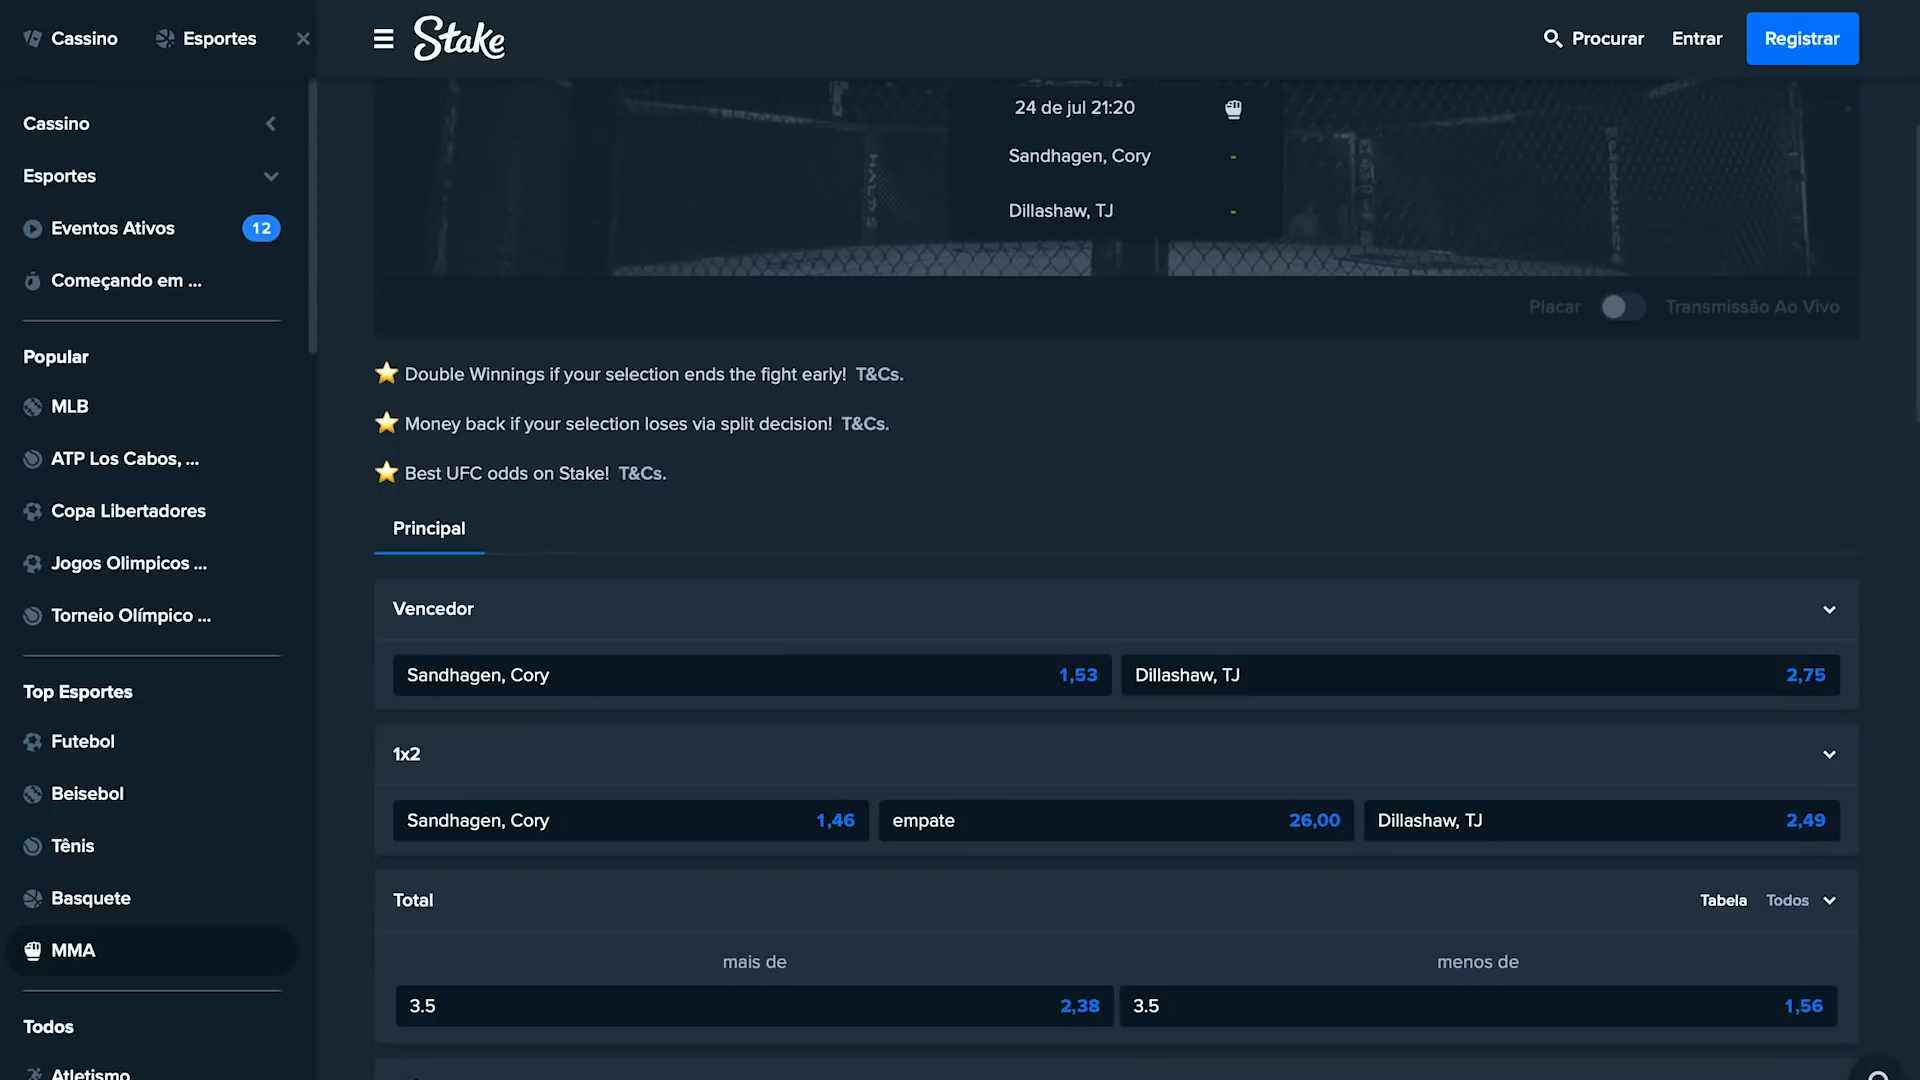 Cassino
Esportes
Stake
Procurar
Entrar
Registrar
Cassino
Esportes
Eventos Ativos 12
Começando em ...
Popular
MLB
ATP Los Cabos, ...
Copa Libertadores
Jogos Olimpicos ...
Torneio Olímpico ...
Top Esportes
Futebol
Beisebol
Tênis
Basquete
MMA
Todos
Atletismo
24 de jul 21:20
Sandhagen, Cory -
Dillashaw, TJ -
Placar Transmissão Ao Vivo
Double Winnings if your selection ends the fight early! T&Cs.
Money back if your selection loses via split decision! T&Cs.
Best UFC odds on Stake! T&Cs.
Principal
Vencedor
Sandhagen, Cory 1,53 Dillashaw, TJ 2,75
1x2
Sandhagen, Cory 1,46 empate 26,00 Dillashaw, TJ 2,49
Total Tabela Todos
mais de menos de
3.5 2,38 3.5 1,56